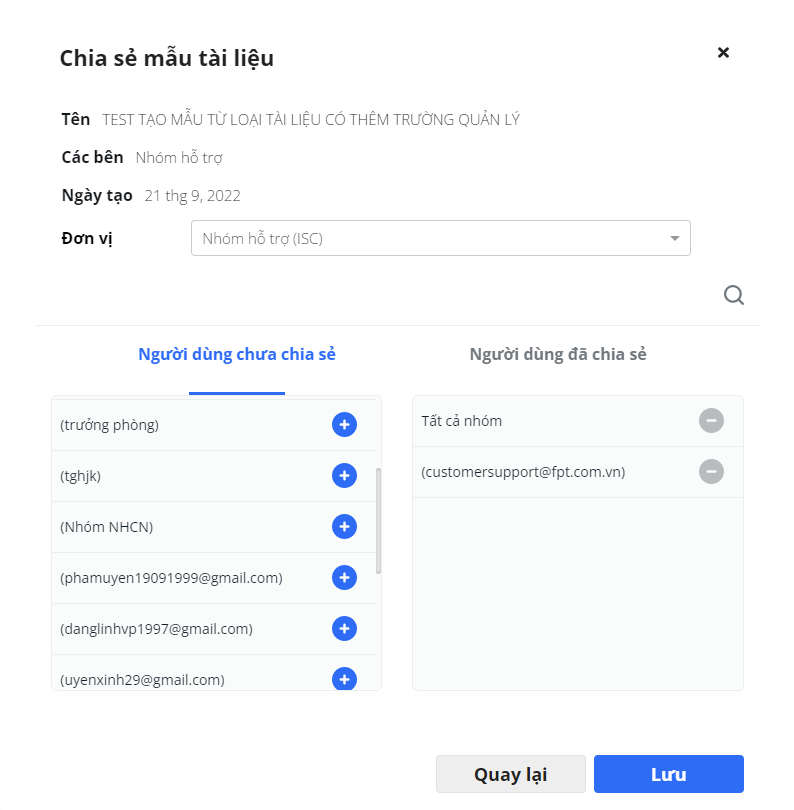 Chia sẻ mẫu tài liệu
Tên TEST TẠO MẪU TỪ LOẠI TÀI LIỆU CÓ THÊM TRƯỜNG QUẢN LÝ
Các bên Nhóm hỗ trợ
Ngày tạo 21 thg 9, 2022
Đơn vị Nhóm hỗ trợ (ISC)
Người dùng chưa chia sẻ
(trưởng phòng)
(tghjk)
(Nhóm NHCN)
(phamuyen19091999@gmail.com)
(danglinhvp1997@gmail.com)
(uyenxinh29@gmail.com)
Người dùng đã chia sẻ
Tất cả nhóm
(customersupport@fpt.com.vn)
Quay lại
Lưu